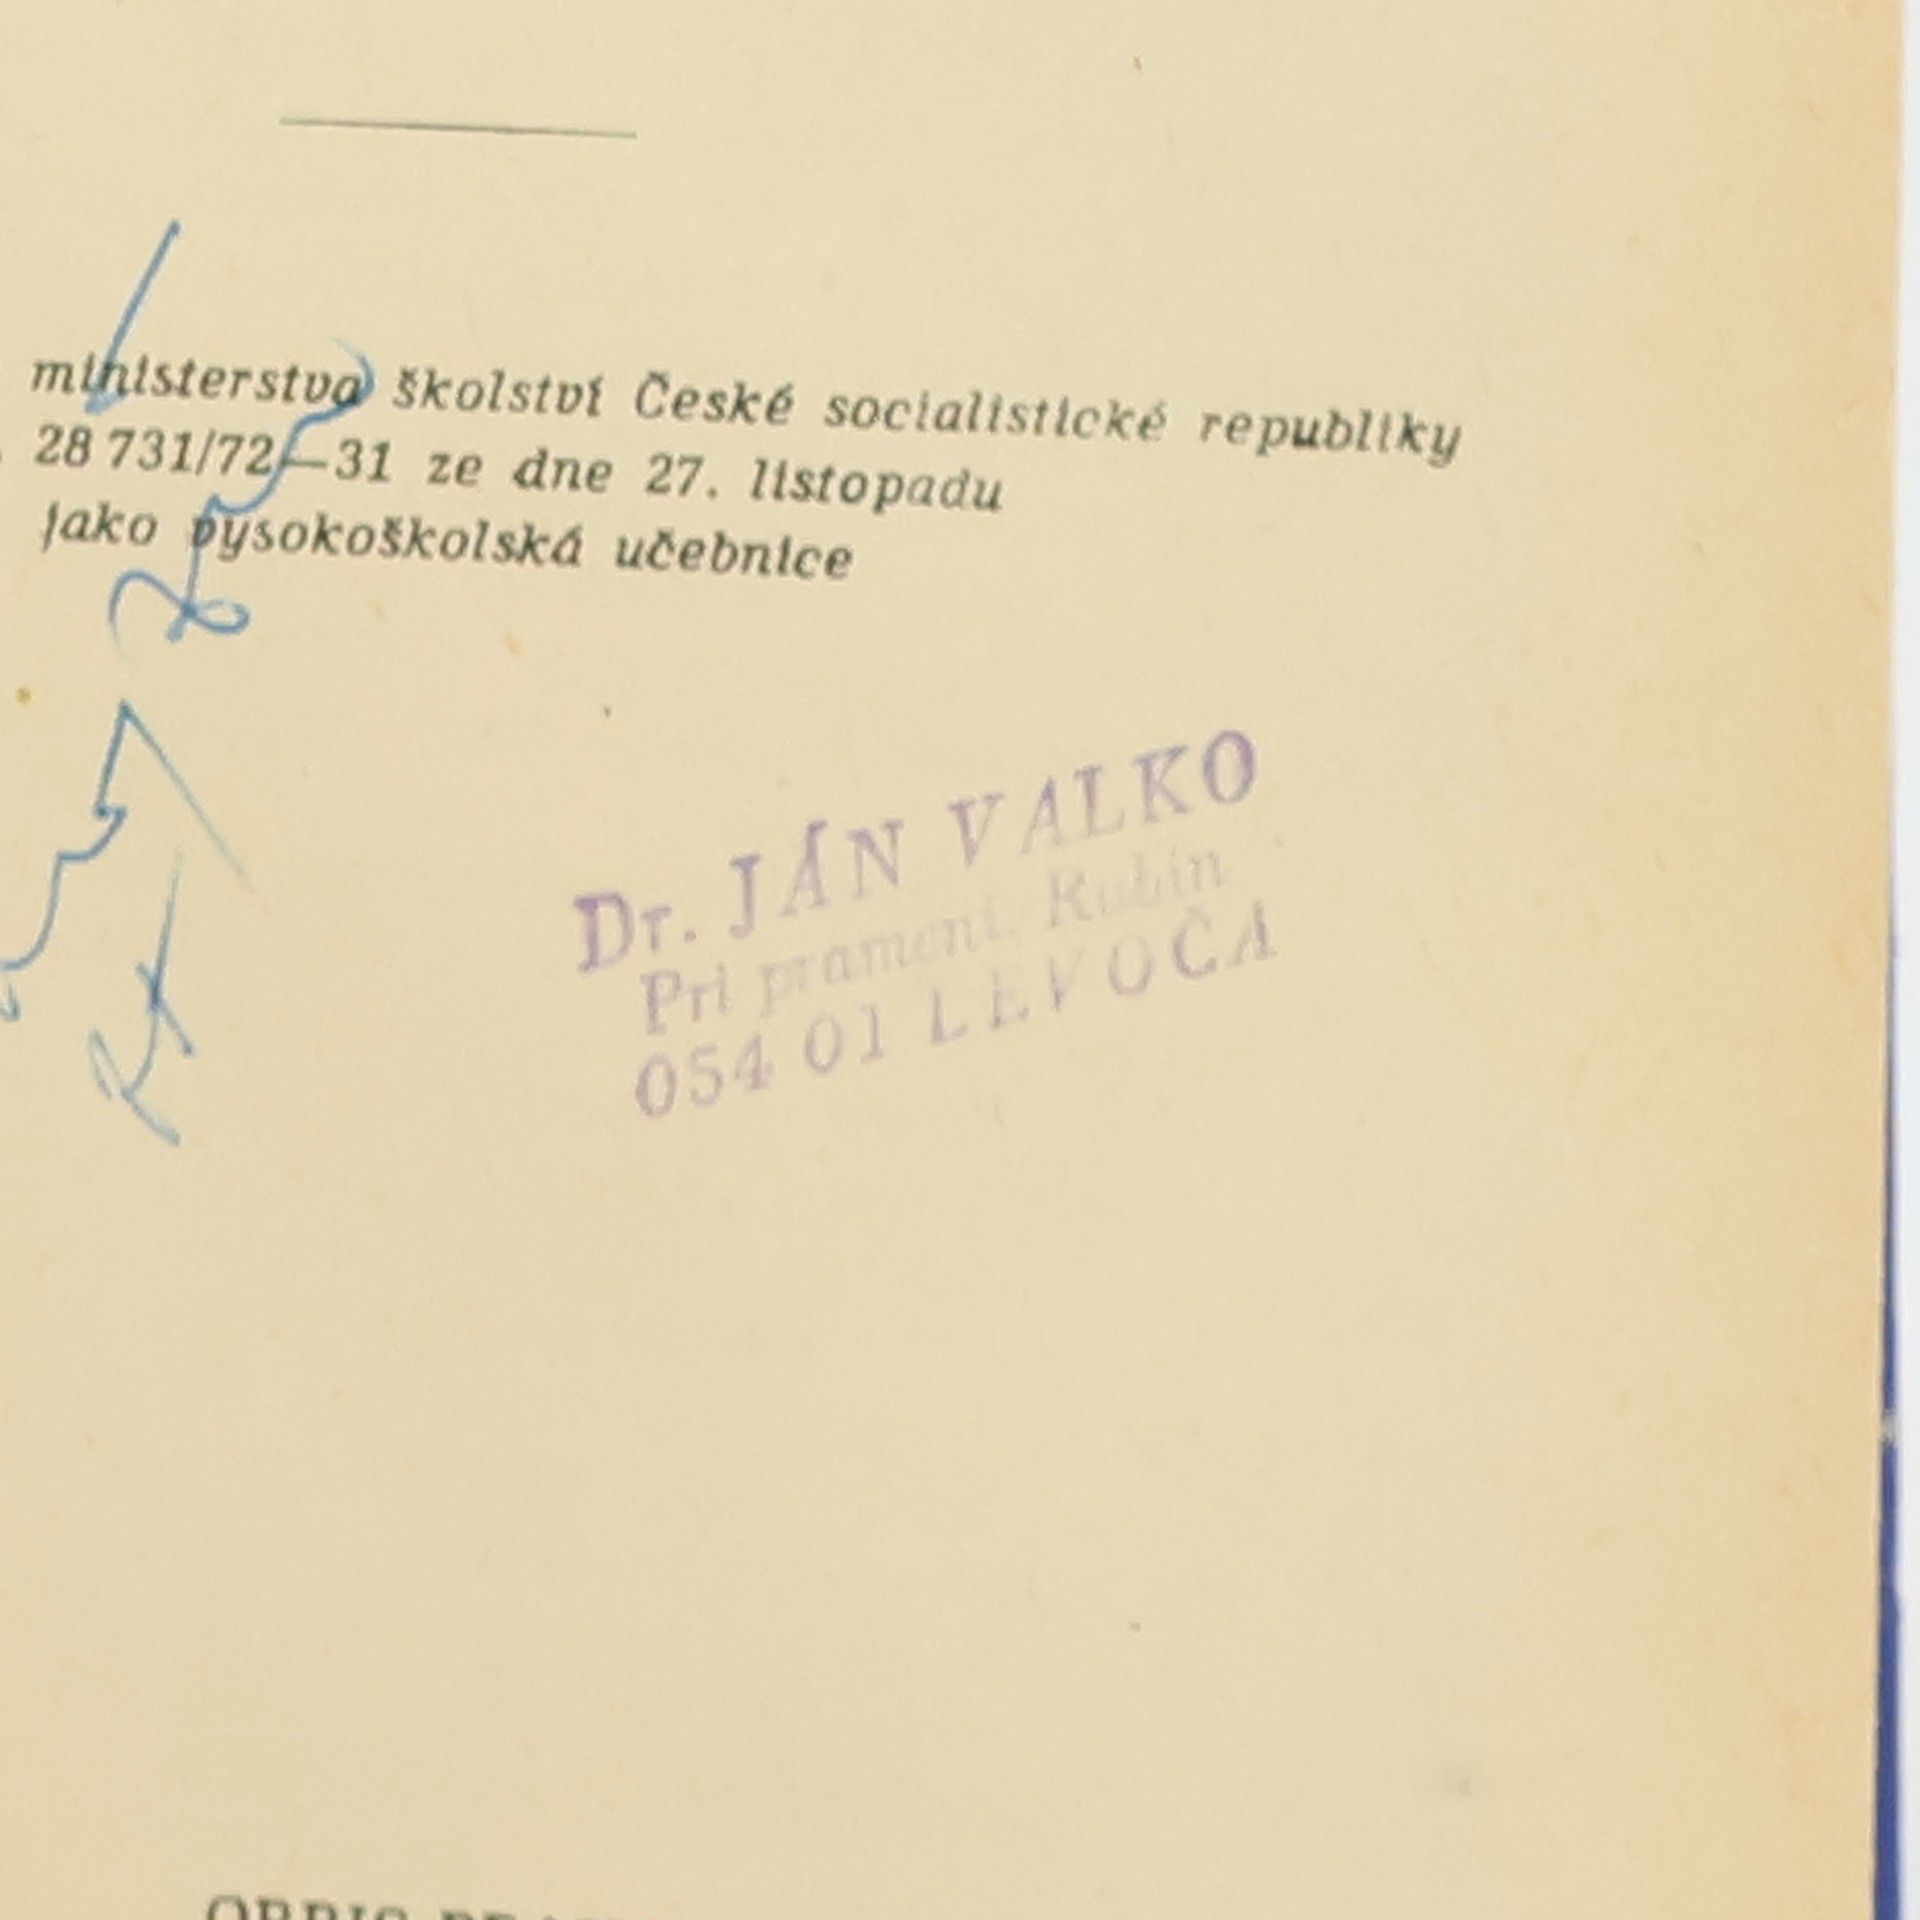 ministerstva školství České socialistické republiky
28 731/72—31 ze dne 27. listopadu
jako vysokoškolská učebnice
Dr. JÁN VALKO
Pri prameni, Kubín
054 01 LEVOČA
ORBIS